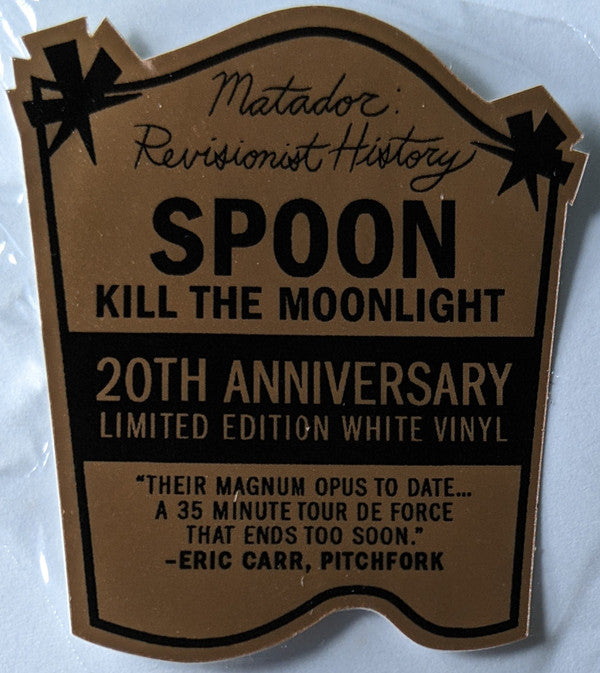 Matador:
Revisionist History
SPOON
KILL THE MOONLIGHT
20TH ANNIVERSARY
LIMITED EDITION WHITE VINYL
"THEIR MAGNUM OPUS TO DATE...
A 35 MINUTE TOUR DE FORCE
THAT ENDS TOO SOON."
-ERIC CARR, PITCHFORK